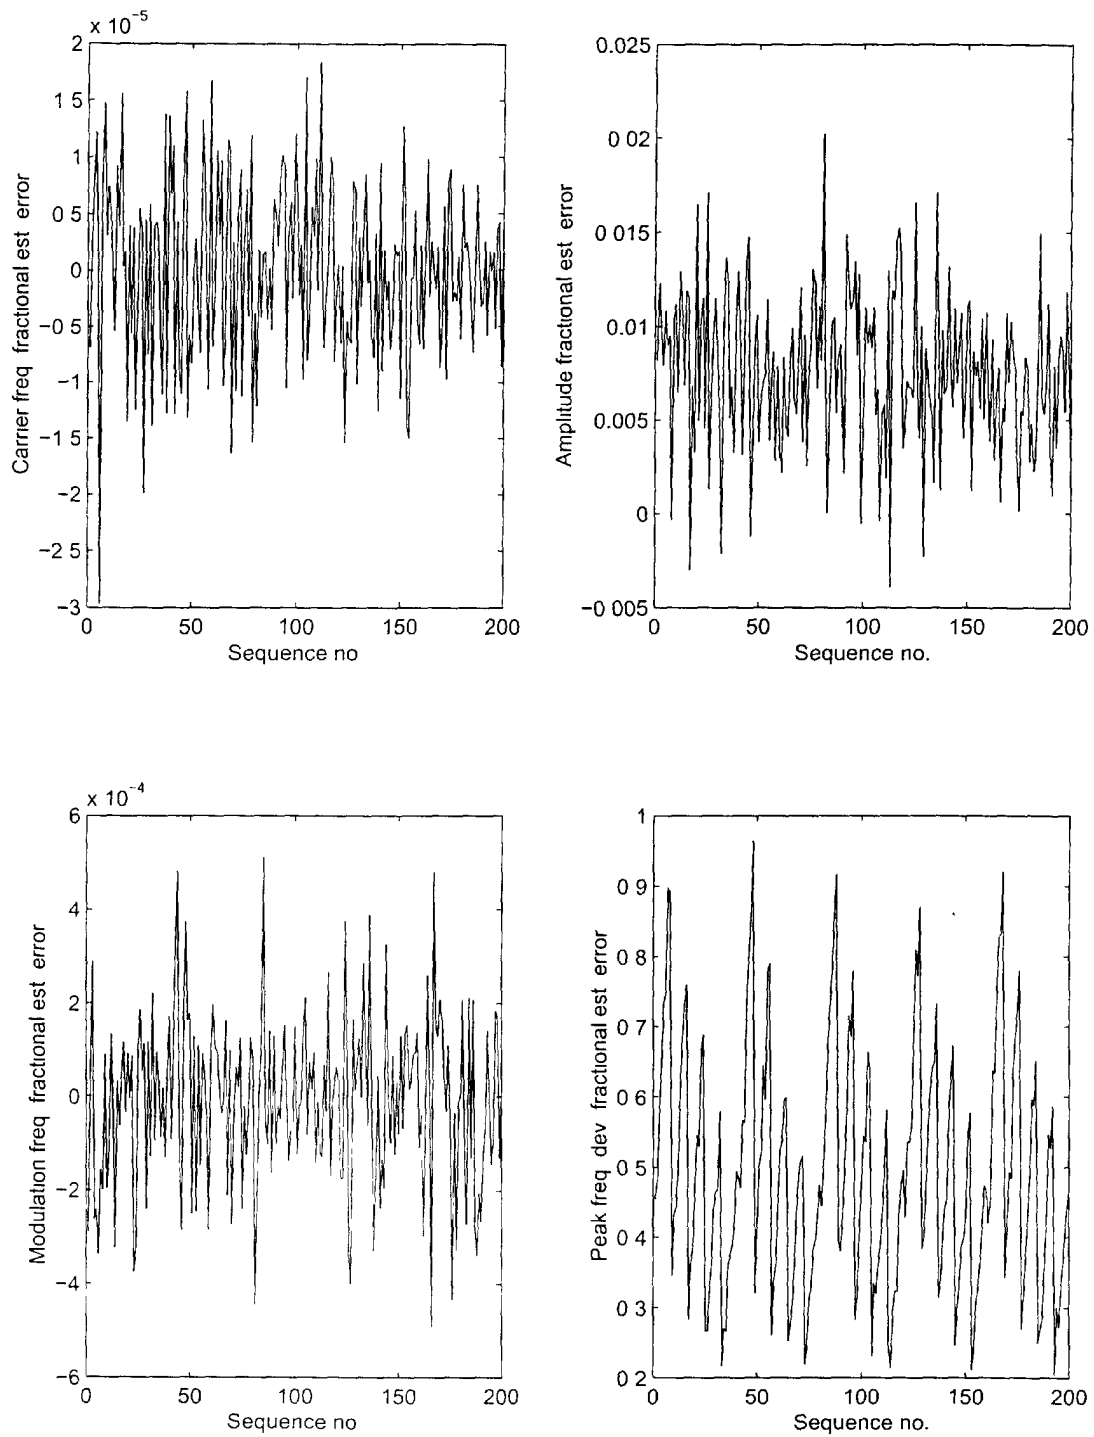 x 10⁻⁵
2
1 5
1
0 5
0
−0 5
−1
−1 5
−2
−2 5
−3
0 50 100 150 200
Sequence no
Carrier freq fractional est error
0.025
0 02
0 015
0.01
0.005
0
−0 005
0 50 100 150 200
Sequence no.
Amplitude fractional est error
x 10⁻⁴
6
4
2
0
−2
−4
−6
0 50 100 150 200
Sequence no
Modulation freq fractional est error
1
0 9
0 8
0.7
0 6
0 5
0 4
0 3
0 2
0 50 100 150 200
Sequence no.
Peak freq dev fractional est error